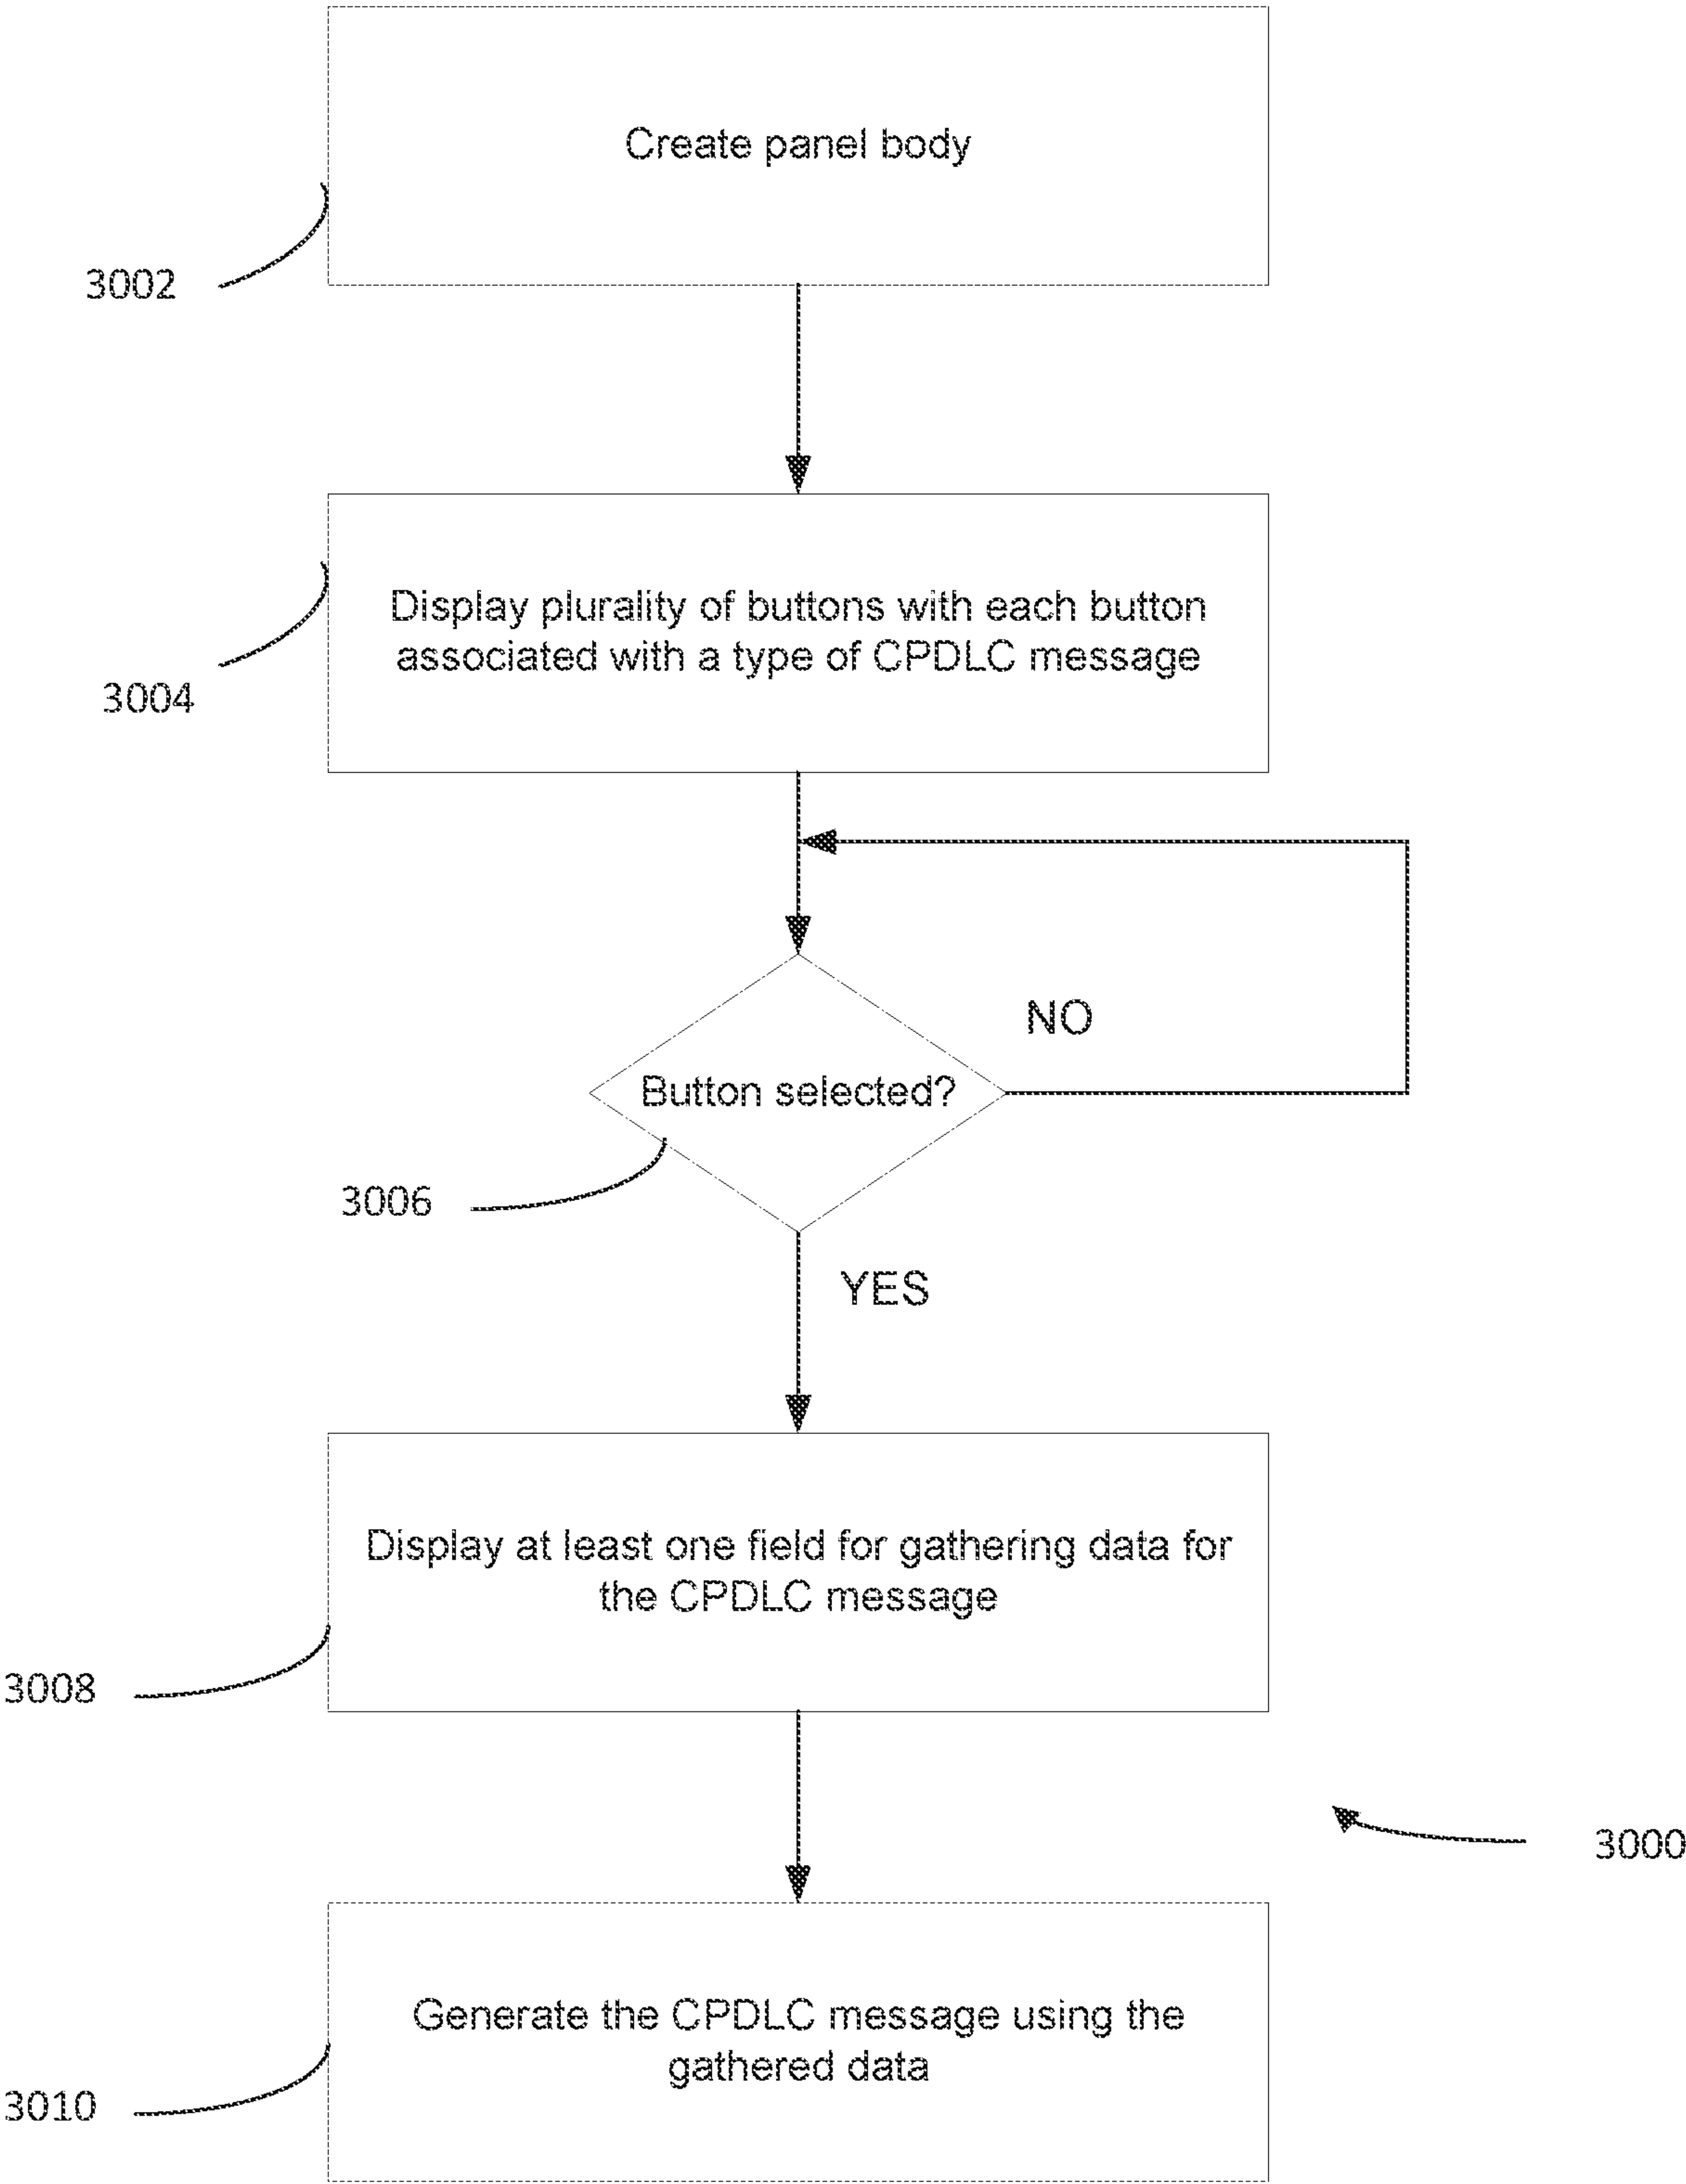 Create panel body
3002
Display plurality of buttons with each button
associated with a type of CPDLC message
3004
NO
Button selected?
3006
YES
Display at least one field for gathering data for
the CPDLC message
3008
3000
Generate the CPDLC message using the
gathered data
3010